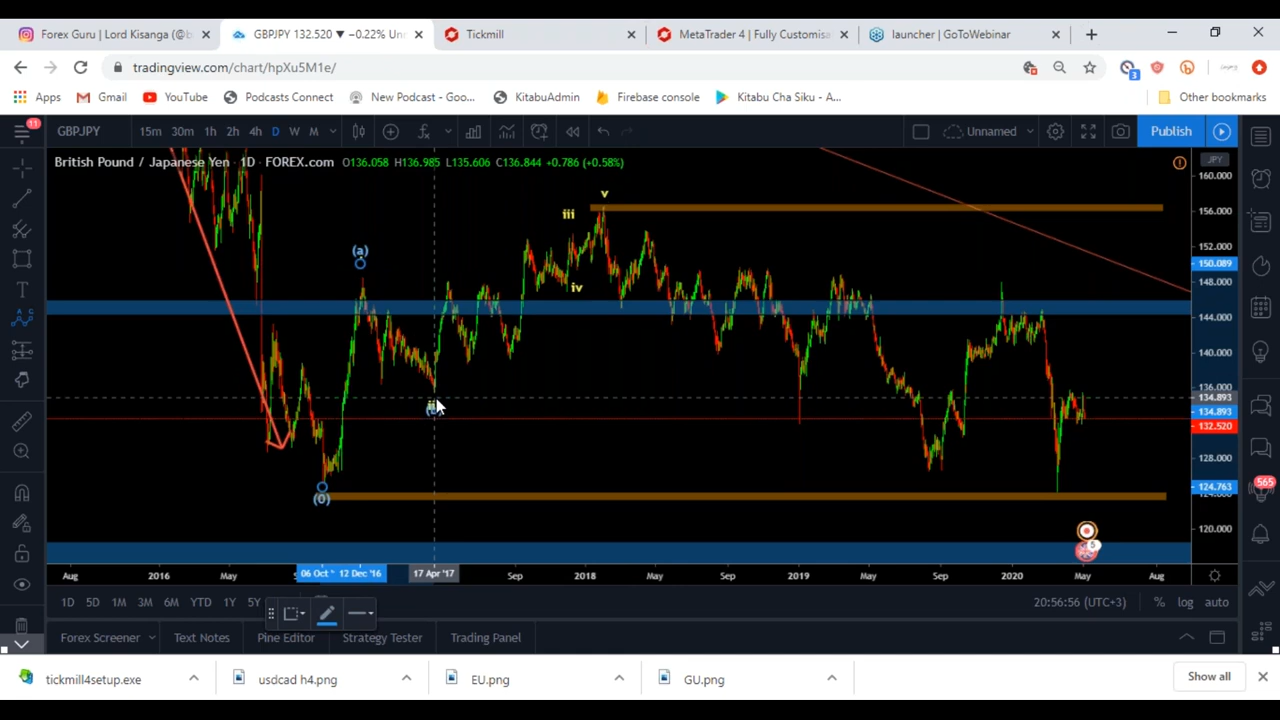 Forex Guru | Lord Kisanga (@b
GBPJPY 132.520 ▼ −0.22% Un
Tickmill
MetaTrader 4 | Fully Customisa
launcher | GoToWebinar
tradingview.com/chart/hpXu5M1e/
3
Apps
Gmail
YouTube
Podcasts Connect
New Podcast - Goo...
KitabuAdmin
Firebase console
Kitabu Cha Siku - A...
Other bookmarks
11
GBPJPY
15m 30m 1h 2h 4h D W M
Unnamed
Publish
British Pound / Japanese Yen · 1D · FOREX.com O136.058 H136.985 L135.606 C136.844 +0.786 (+0.58%)
JPY
160.000
156.000
152.000
150.089
148.000
144.000
140.000
136.000
134.893
134.893
132.520
128.000
124.763
120.000
v
iii
iv
(a)
ii
(0)
5
565
Aug 2016 May 06 Oct 12 Dec '16 17 Apr '17 Sep 2018 May Sep 2019 May Sep 2020 May Aug
1D 5D 1M 3M 6M YTD 1Y 5Y
20:56:56 (UTC+3) % log auto
Forex Screener Text Notes Pine Editor Strategy Tester Trading Panel
tickmill4setup.exe
usdcad h4.png
EU.png
GU.png
Show all